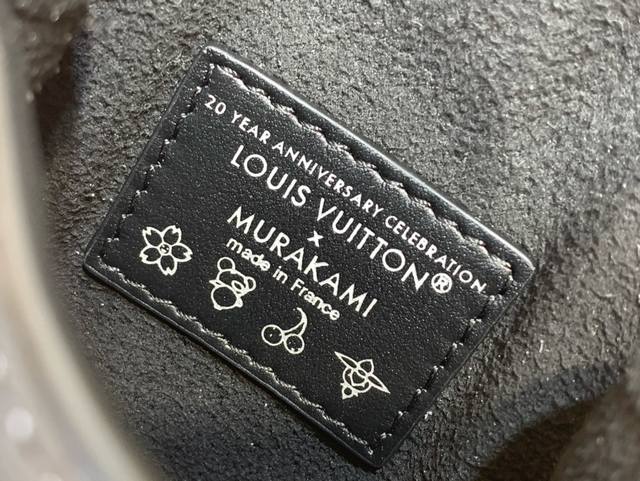 20 YEAR ANNIVERSARY CELEBRATION
LOUIS VUITTON®
x
MURAKAMI
made in France